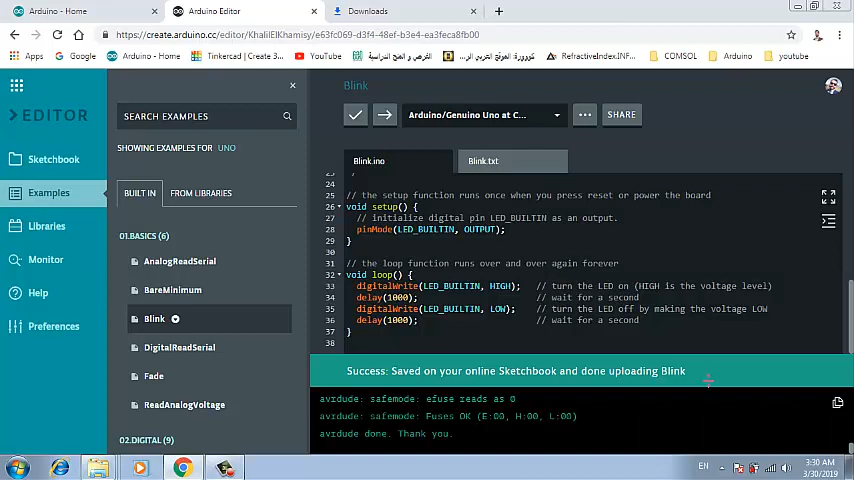 Arduino - Home
Arduino Editor
Downloads
https://create.arduino.cc/editor/KhalilElKhamisy/e63fc069-d3f4-48ef-b3e4-ea3feca8fb00
Apps
Google
Arduino - Home
Tinkercad | Create 3
YouTube
RefractiveIndex.INF...
COMSOL
Arduino
youtube
EDITOR
Sketchbook
Examples
Libraries
Monitor
Help
Preferences
SEARCH EXAMPLES
SHOWING EXAMPLES FOR UNO
BUILT IN
FROM LIBRARIES
01.BASICS (6)
AnalogReadSerial
BareMinimum
Blink
DigitalReadSerial
Fade
ReadAnalogVoltage
02.DIGITAL (9)
Blink
Arduino/Genuino Uno at C...
SHARE
Blink.ino
Blink.txt
23 */
24
25 // the setup function runs once when you press reset or power the board
26 void setup() {
27 // initialize digital pin LED_BUILTIN as an output.
28 pinMode(LED_BUILTIN, OUTPUT);
29 }
30
31 // the loop function runs over and over again forever
32 void loop() {
33 digitalWrite(LED_BUILTIN, HIGH); // turn the LED on (HIGH is the voltage level)
34 delay(1000); // wait for a second
35 digitalWrite(LED_BUILTIN, LOW); // turn the LED off by making the voltage LOW
36 delay(1000); // wait for a second
37 }
38
Success: Saved on your online Sketchbook and done uploading Blink
avrdude: safemode: efuse reads as 0
avrdude: safemode: Fuses OK (E:00, H:00, L:00)
avrdude done. Thank you.
EN
3:30 AM
3/30/2019